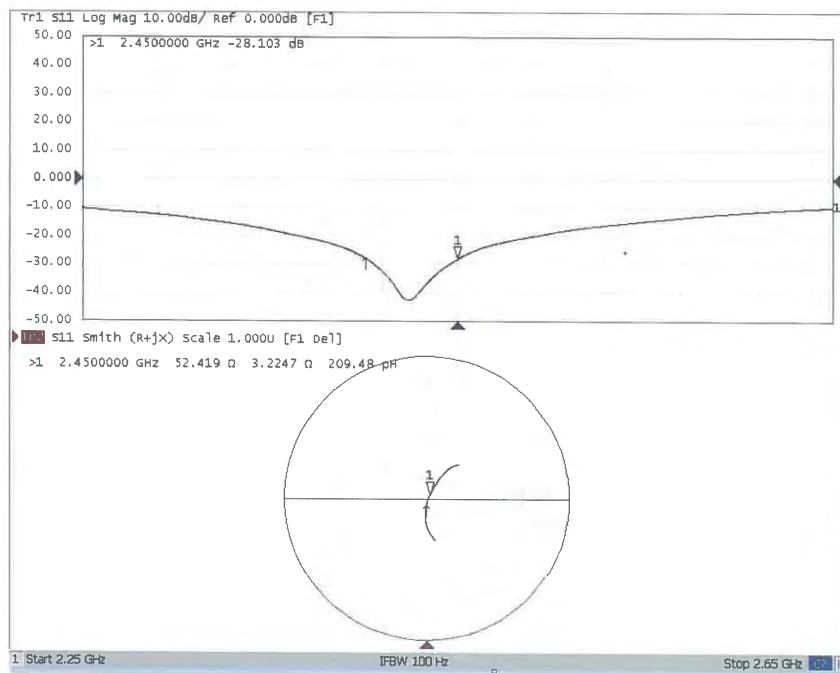 Tr1 S11 Log Mag 10.00dB/ Ref 0.000dB [F1]
50.00
>1 2.4500000 GHz -28.103 dB
40.00
30.00
20.00
10.00
0.000
-10.00
1
-20.00
1
-30.00
-40.00
-50.00
S11 Smith (R+jX) Scale 1.000U [F1 Del]
>1 2.4500000 GHz 52.419 Ω 3.2247 Ω 209.48 pH
1
1 Start 2.25 GHz IFBW 100 Hz Stop 2.65 GHz